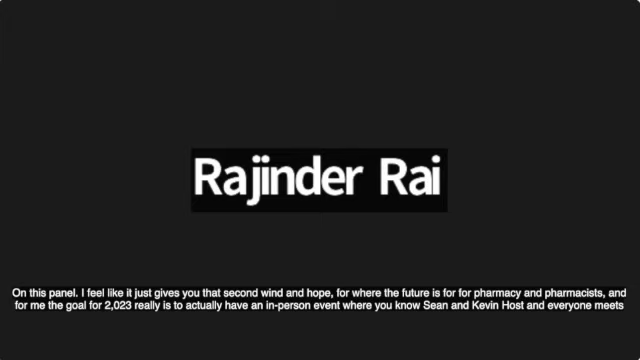 Rajinder Rai
On this panel. I feel like it just gives you that second wind and hope, for where the future is for for pharmacy and pharmacists, and
for me the goal for 2,023 really is to actually have an in-person event where you know Sean and Kevin Host and everyone meets